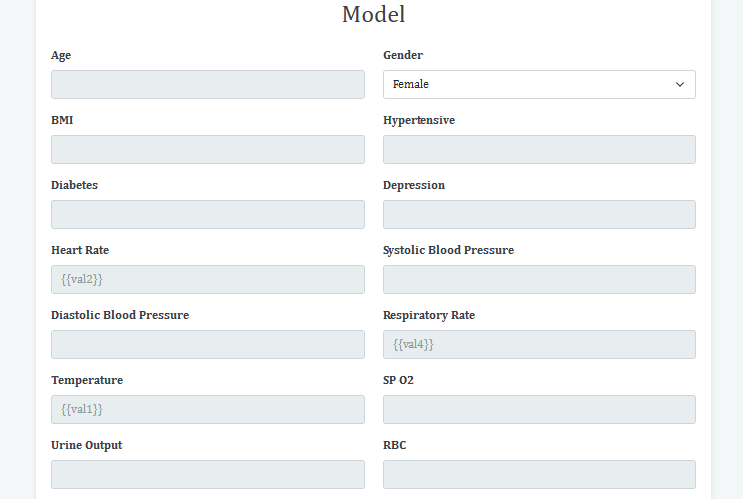 Model
Age
Gender
Female
BMI
Hypertensive
Diabetes
Depression
Heart Rate
Systolic Blood Pressure
{{val2}}
Diastolic Blood Pressure
Respiratory Rate
{{val4}}
Temperature
SP O2
{{val1}}
Urine Output
RBC